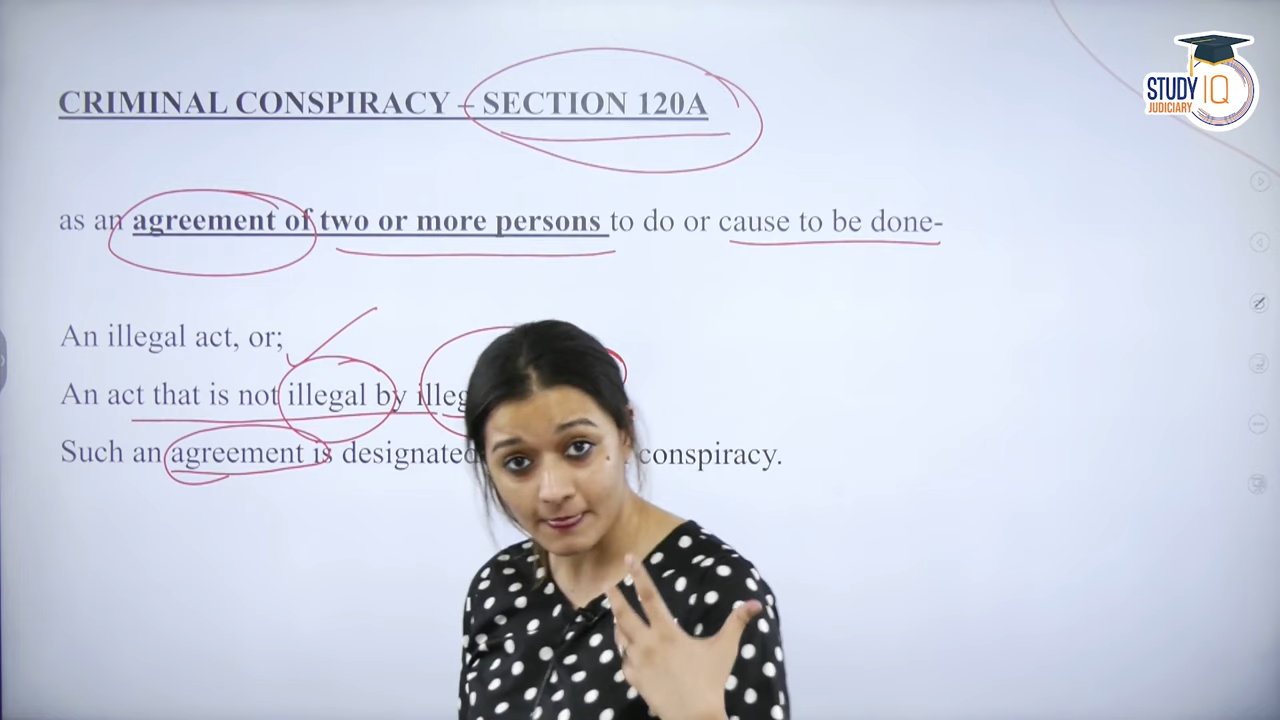 CRIMINAL CONSPIRACY – SECTION 120A
STUDY IQ
JUDICIARY
as an agreement of two or more persons to do or cause to be done-
An illegal act, or;
An act that is not illegal by
Such an agreement is designated conspiracy.